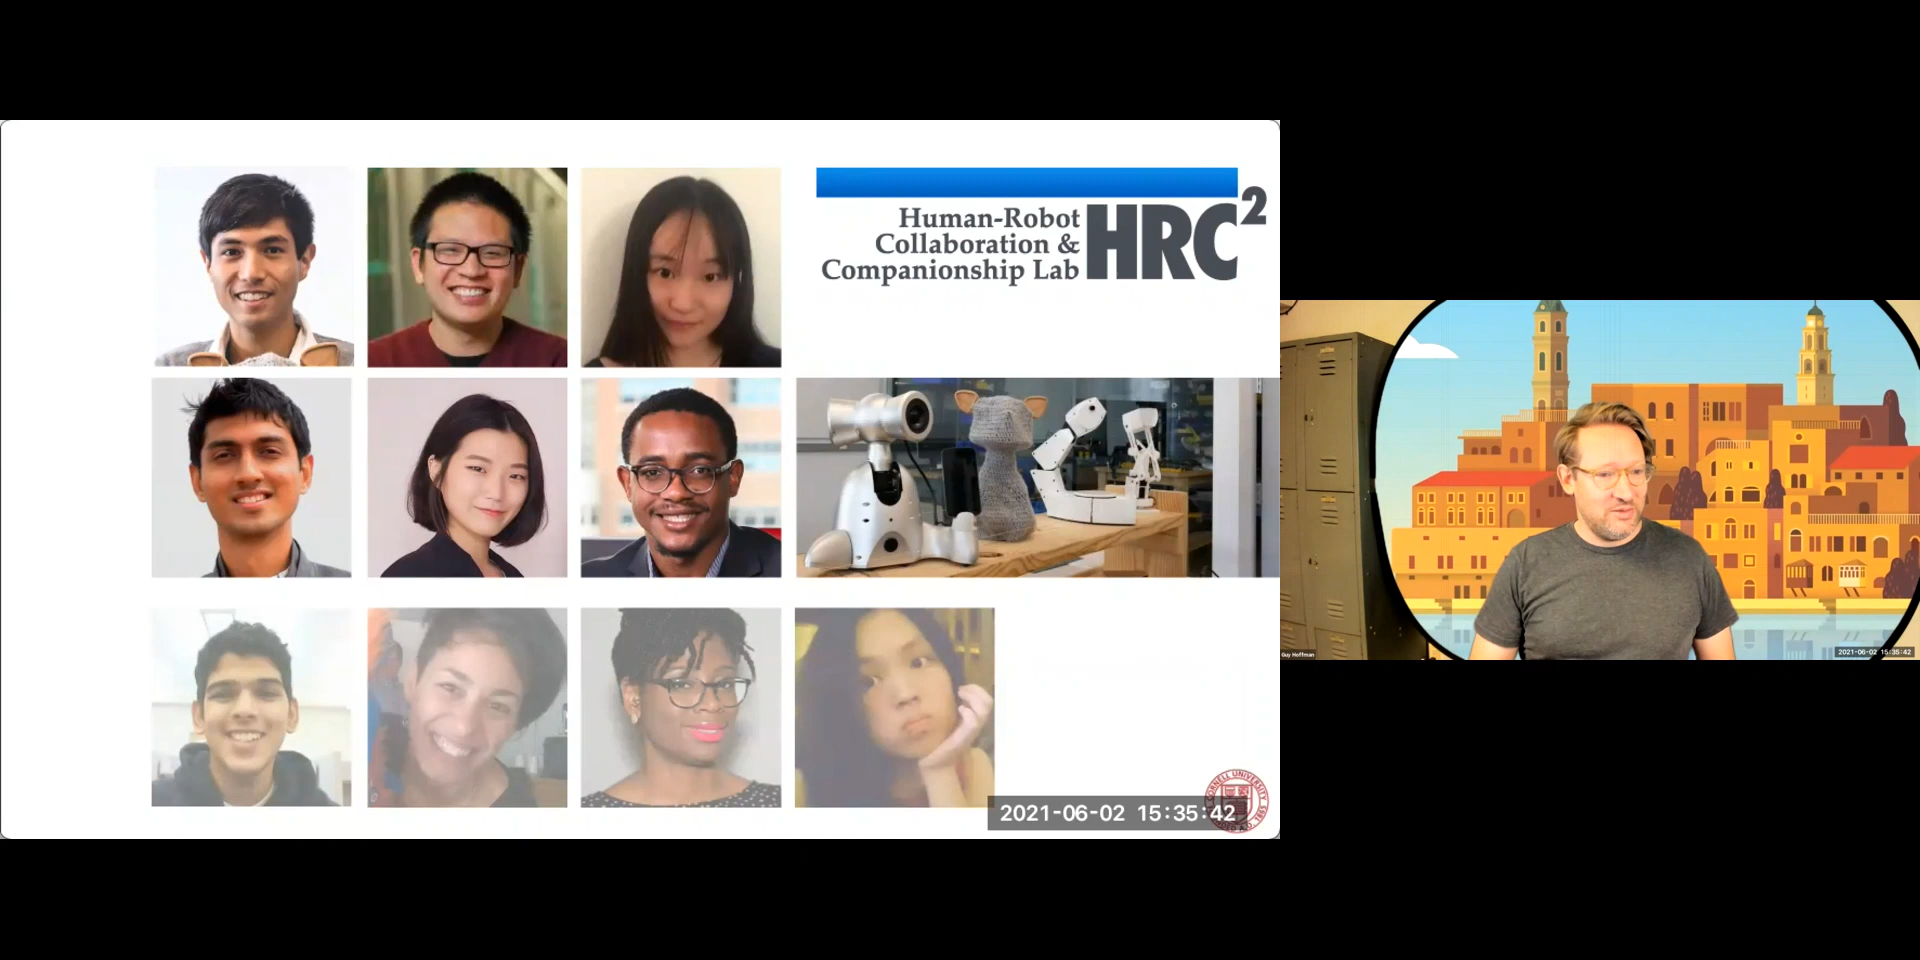 Human-Robot
Collaboration &
Companionship Lab
HRC²
2021-06-02 15:35:42
Guy Hoffman
2021-06-02 15:35:42